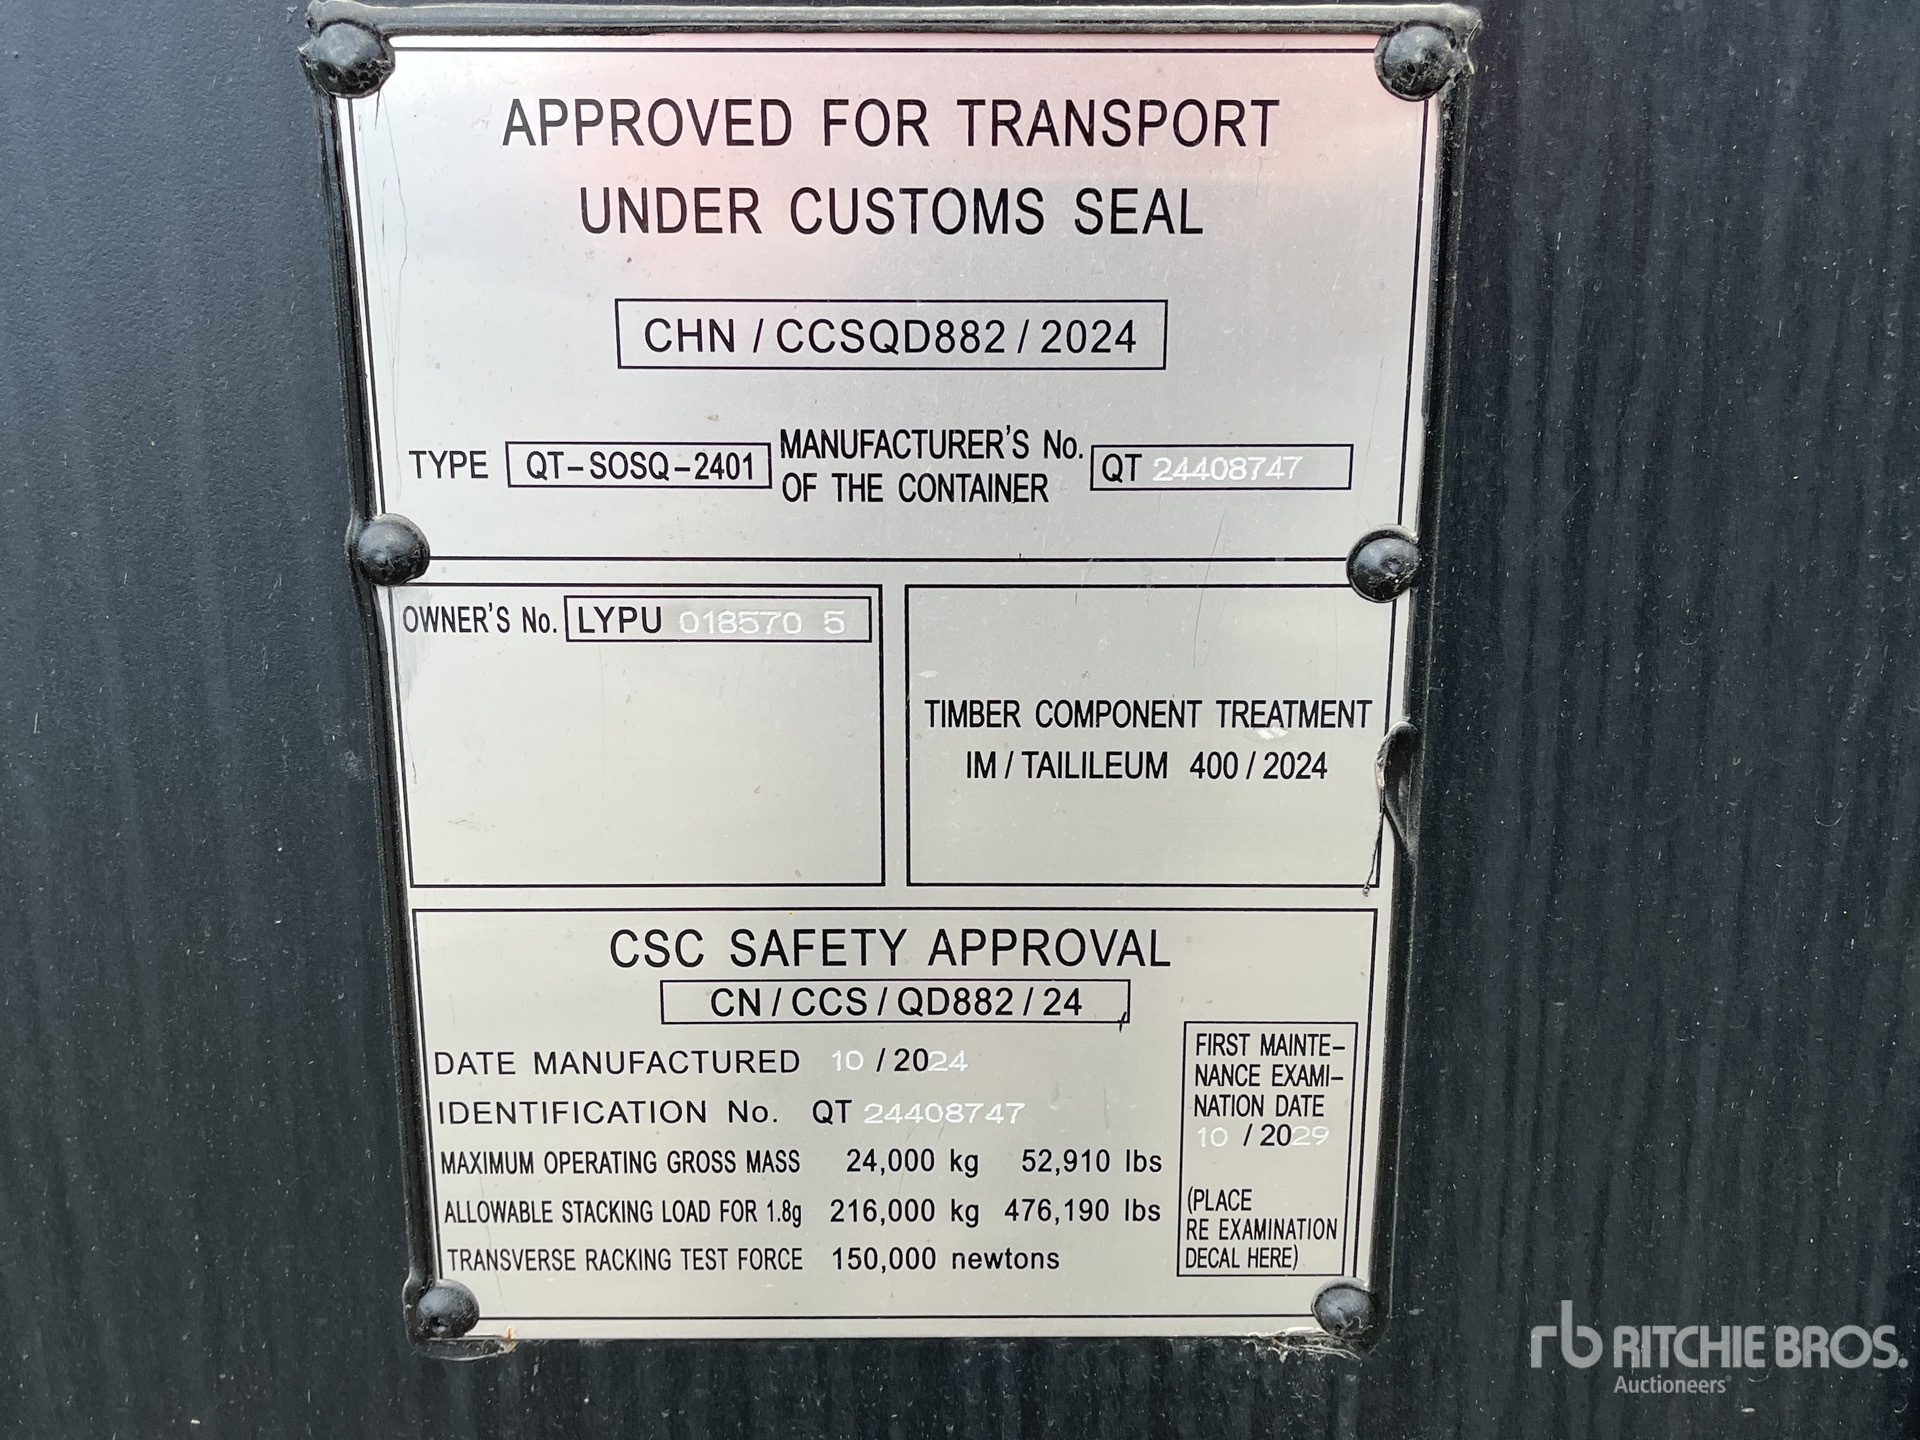 APPROVED FOR TRANSPORT
UNDER CUSTOMS SEAL
CHN / CCSQD882 / 2024
TYPE QT-SOSQ-2401 MANUFACTURER'S No. OF THE CONTAINER QT 24408747
OWNER'S No. LYPU 018570 5
TIMBER COMPONENT TREATMENT
IM / TAILILEUM 400 / 2024
CSC SAFETY APPROVAL
CN / CCS / QD882 / 24
DATE MANUFACTURED 10 / 2024
IDENTIFICATION No. QT 24408747
MAXIMUM OPERATING GROSS MASS 24,000 kg 52,910 lbs
ALLOWABLE STACKING LOAD FOR 1.8g 216,000 kg 476,190 lbs
TRANSVERSE RACKING TEST FORCE 150,000 newtons
FIRST MAINTE-
NANCE EXAMI-
NATION DATE
10 / 2029
(PLACE
RE EXAMINATION
DECAL HERE)
rb RITCHIE BROS.
Auctioneers